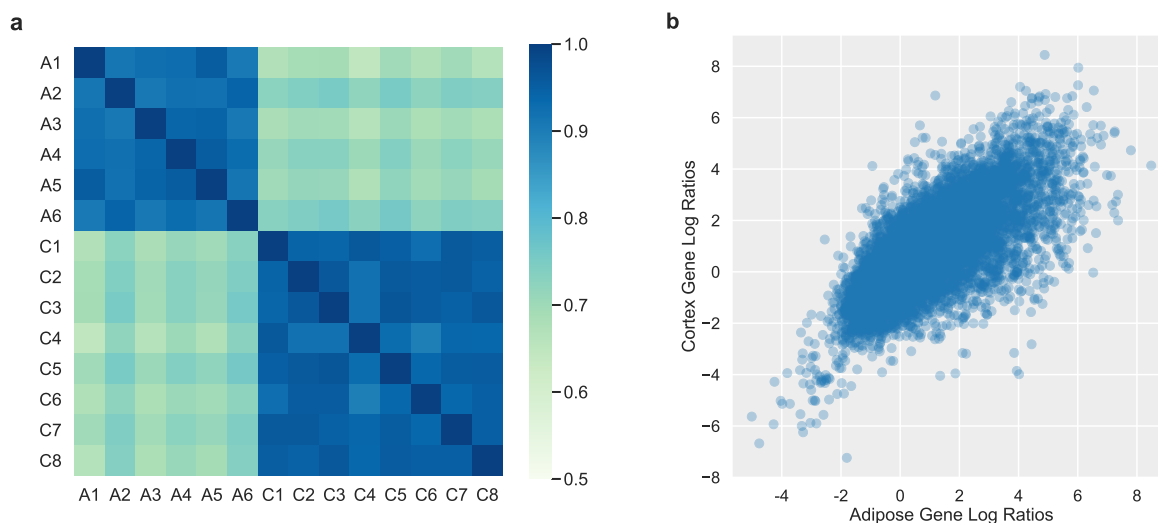 a
A1
A2
A3
A4
A5
A6
C1
C2
C3
C4
C5
C6
C7
C8
A1 A2 A3 A4 A5 A6 C1 C2 C3 C4 C5 C6 C7 C8
1.0
0.9
0.8
0.7
0.6
0.5
b
Cortex Gene Log Ratios
8
6
4
2
0
−2
−4
−6
−8
-4 -2 0 2 4 6 8
Adipose Gene Log Ratios